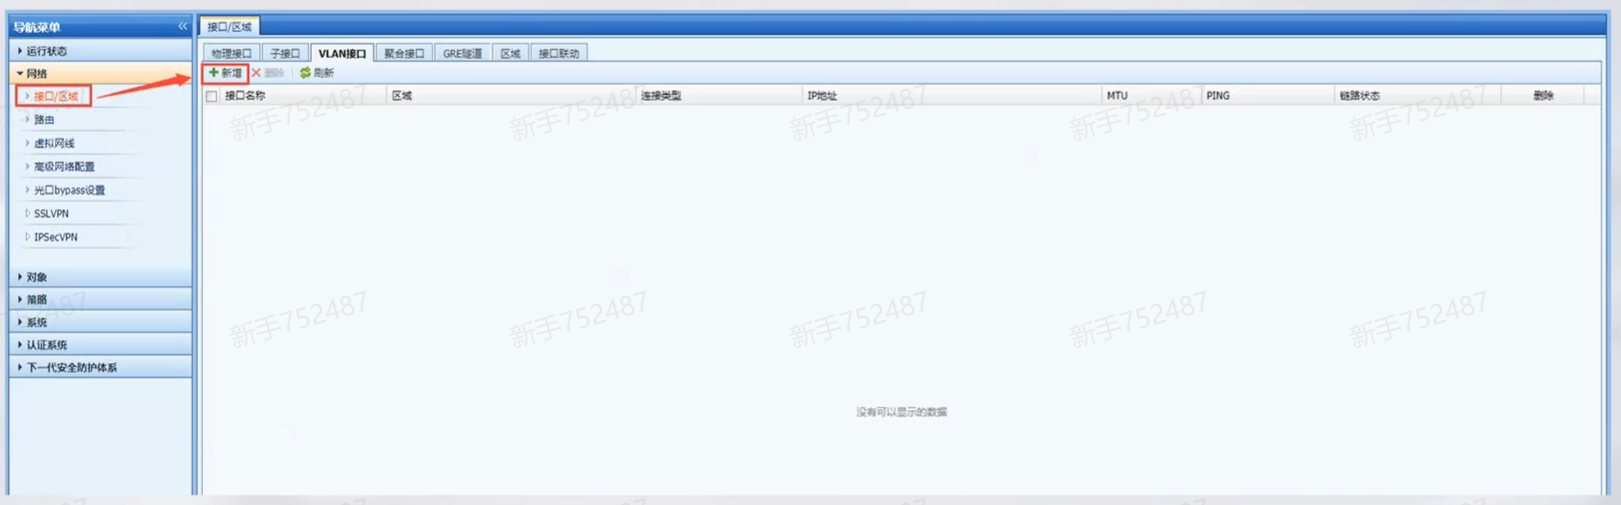 导航菜单
接口/区域
运行状态
物理接口 子接口 VLAN接口 聚合接口 GRE隧道 区域 接口联动
网络
新增 删除 刷新
接口/区域
接口名称 区域 连接类型 IP地址 MTU PING 链路状态 删除
路由
虚拟网线
高级网络配置
光口bypass设置
SSLVPN
IPSecVPN
对象
策略
系统
认证系统
下一代安全防护体系
没有可以显示的数据
新手752487 新手752487 新手752487 新手752487 新手752487
新手752487 新手752487 新手752487 新手752487 新手752487